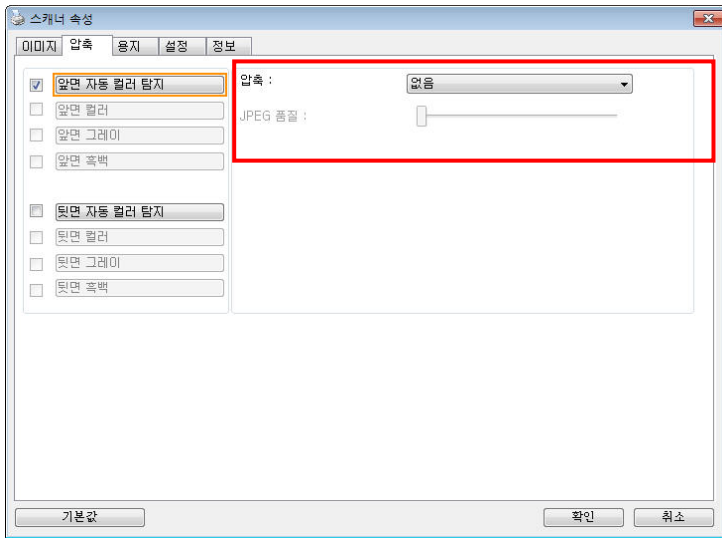 스캐너 속성
이미지 압축 용지 설정 정보
앞면 자동 컬러 탐지
앞면 컬러
앞면 그레이
앞면 흑백
뒷면 자동 컬러 탐지
뒷면 컬러
뒷면 그레이
뒷면 흑백
압축 : 없음
JPEG 품질 :
기본값 확인 취소